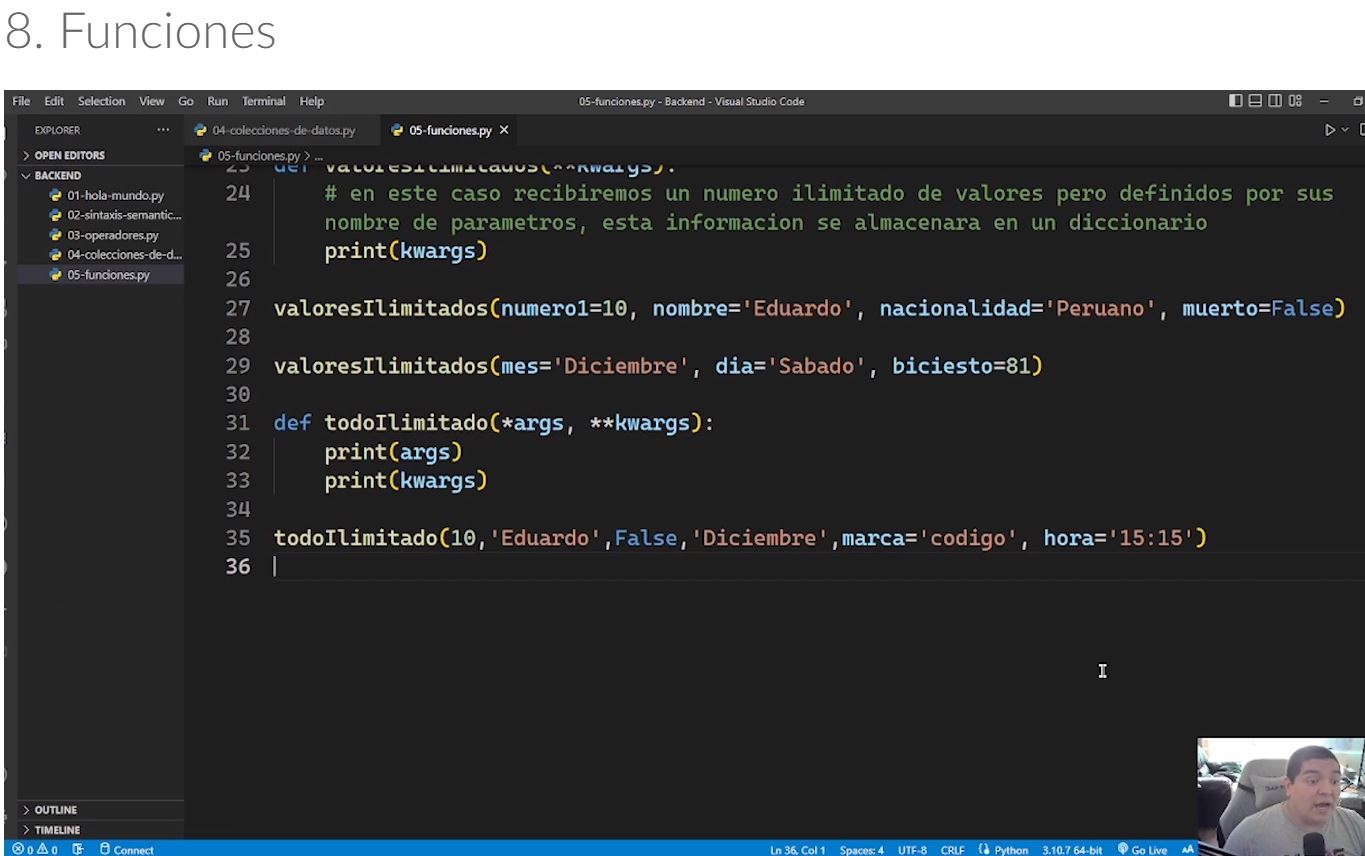 8. Funciones
File Edit Selection View Go Run Terminal Help
05-funciones.py - Backend - Visual Studio Code
EXPLORER ...
04-colecciones-de-datos.py
05-funciones.py
OPEN EDITORS
05-funciones.py > ...
BACKEND
01-hola-mundo.py
02-sintaxis-semantic...
03-operadores.py
04-colecciones-de-d...
05-funciones.py
23 def valoresIlimitados(**kwargs):
24 # en este caso recibiremos un numero ilimitado de valores pero definidos por sus
nombre de parametros, esta informacion se almacenara en un diccionario
25 print(kwargs)
26
27 valoresIlimitados(numero1=10, nombre='Eduardo', nacionalidad='Peruano', muerto=False)
28
29 valoresIlimitados(mes='Diciembre', dia='Sabado', biciesto=81)
30
31 def todoIlimitado(*args, **kwargs):
32 print(args)
33 print(kwargs)
34
35 todoIlimitado(10,'Eduardo',False,'Diciembre',marca='codigo', hora='15:15')
36
OUTLINE
TIMELINE
0 0 Connect
Ln 36, Col 1 Spaces: 4 UTF-8 CRLF Python 3.10.7 64-bit Go Live